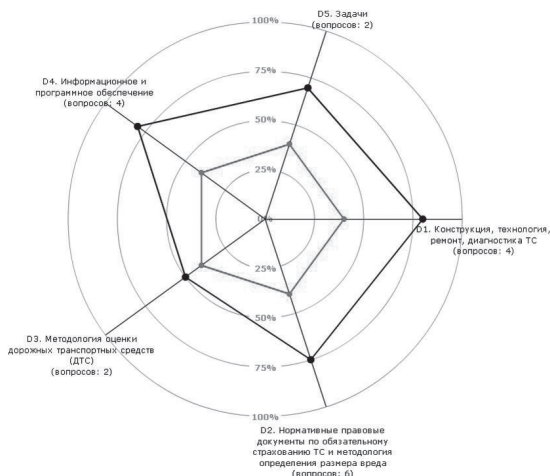 100%
D5. Задачи
(вопросов: 2)
75%
D4. Информационное и
программное обеспечение
(вопросов: 4)
50%
25%
0%
D1. Конструкция, технология,
ремонт, диагностика ТС
(вопросов: 4)
25%
50%
D3. Методология оценки
дорожных транспортных средств
(ДТС)
(вопросов: 2)
75%
100%
D2. Нормативные правовые
документы по обязательному
страхованию ТС и методология
определения размера вреда
(вопросов: 6)